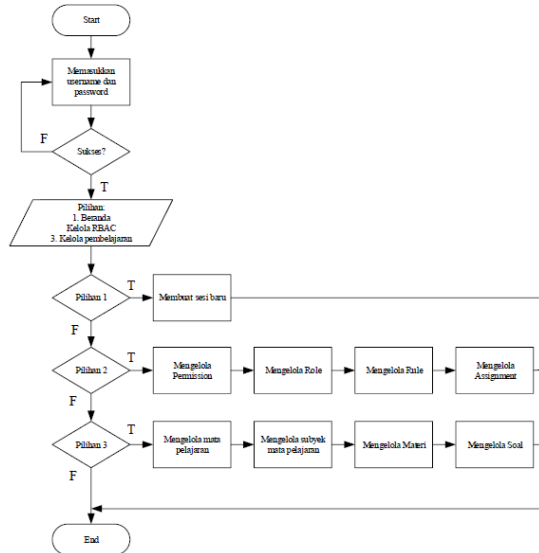 Start
Memasukkan
username dan
password
F
Sukses?
T
Pilihan:
1. Beranda
Kelola RBAC
3. Kelola pembelajaran
Pilihan 1
T
Membuat sesi baru
F
Pilihan 2
T
Mengelola
Permission
Mengelola Role
Mengelola Rule
Mengelola
Assignment
F
Pilihan 3
T
Mengelola mata
pelajaran
Mengelola subyek
mata pelajaran
Mengelola Materi
Mengelola Soal
F
End